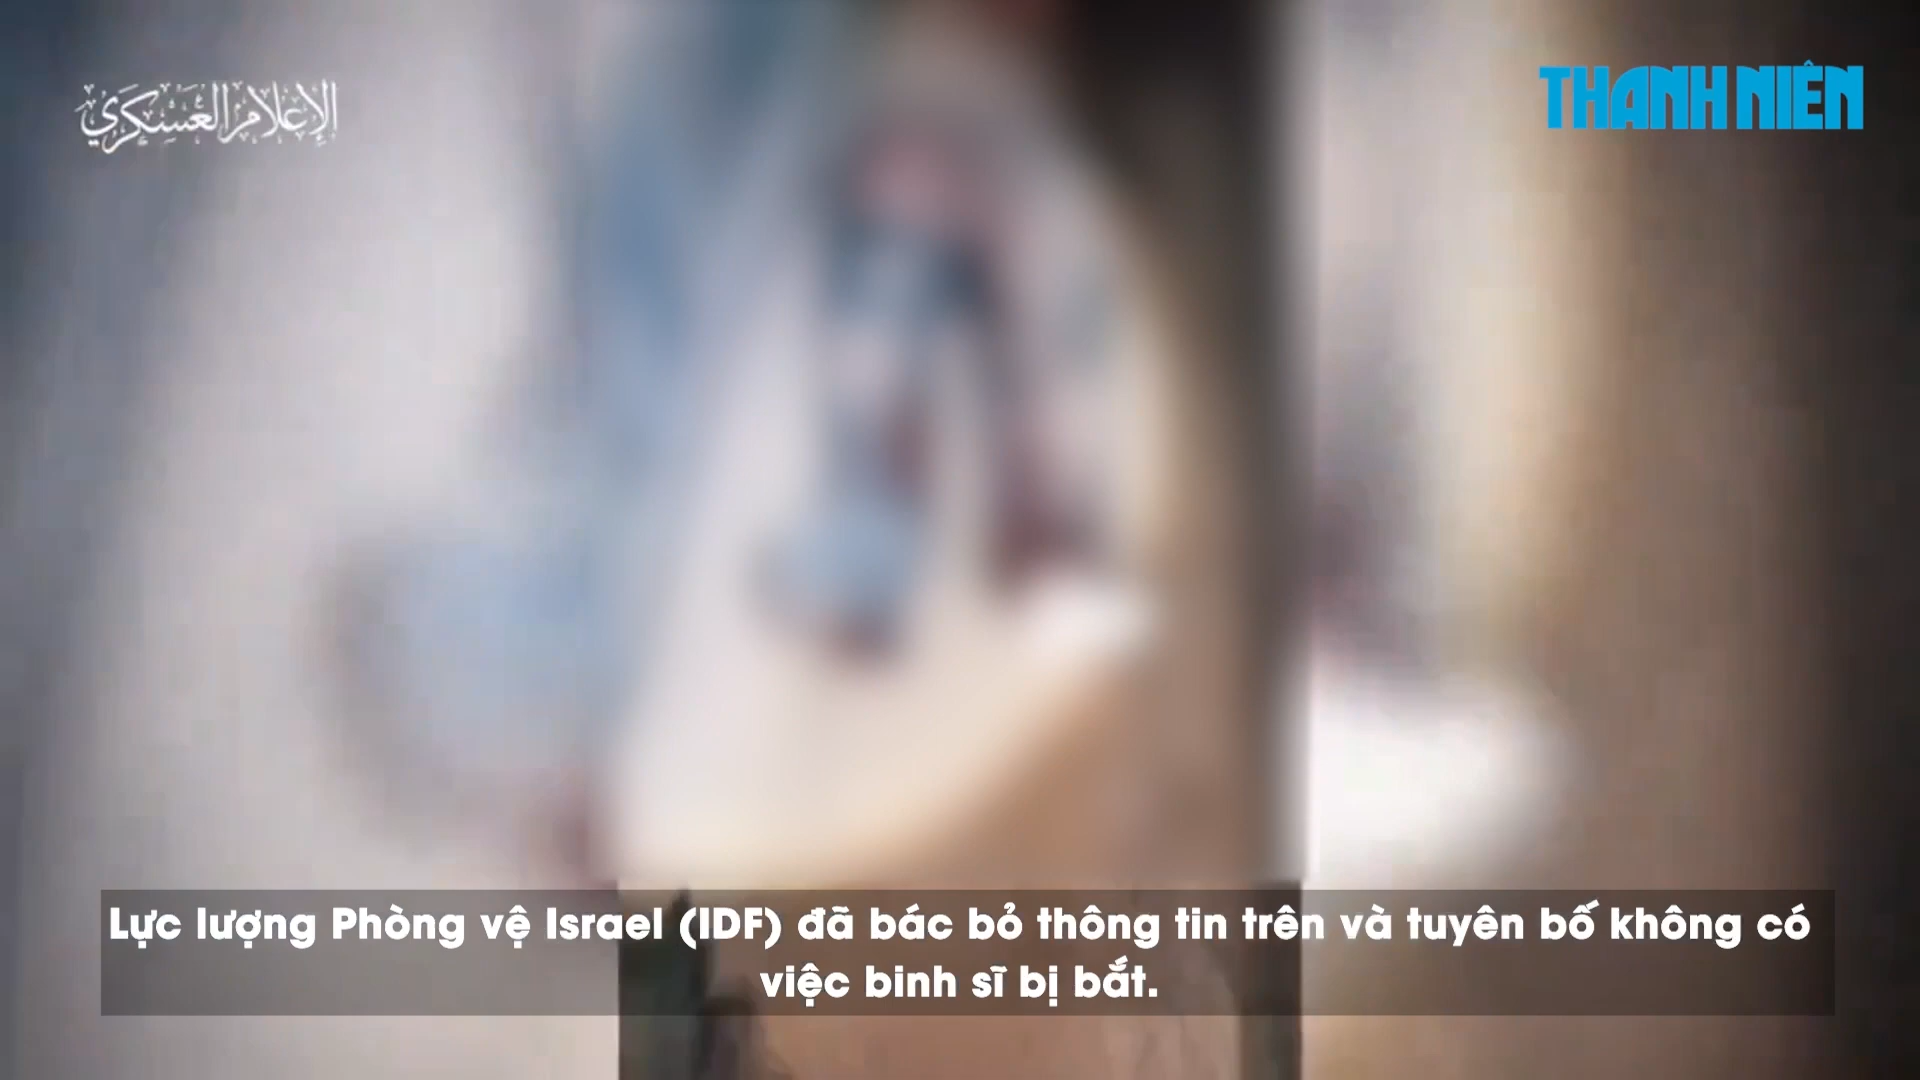 الإعلام العسكري
THANH NIÊN
Lực lượng Phòng vệ Israel (IDF) đã bác bỏ thông tin trên và tuyên bố không có
việc binh sĩ bị bắt.